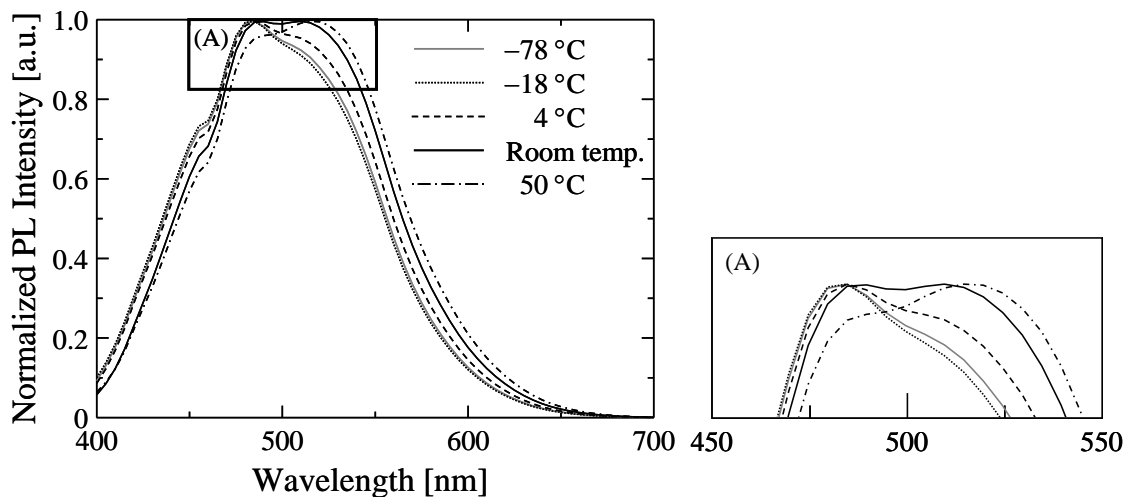 Normalized PL Intensity [a.u.]
1.0
0.8
0.6
0.4
0.2
0
(A)
−78 °C
−18 °C
4 °C
Room temp.
50 °C
400
500
600
700
Wavelength [nm]
(A)
450
500
550